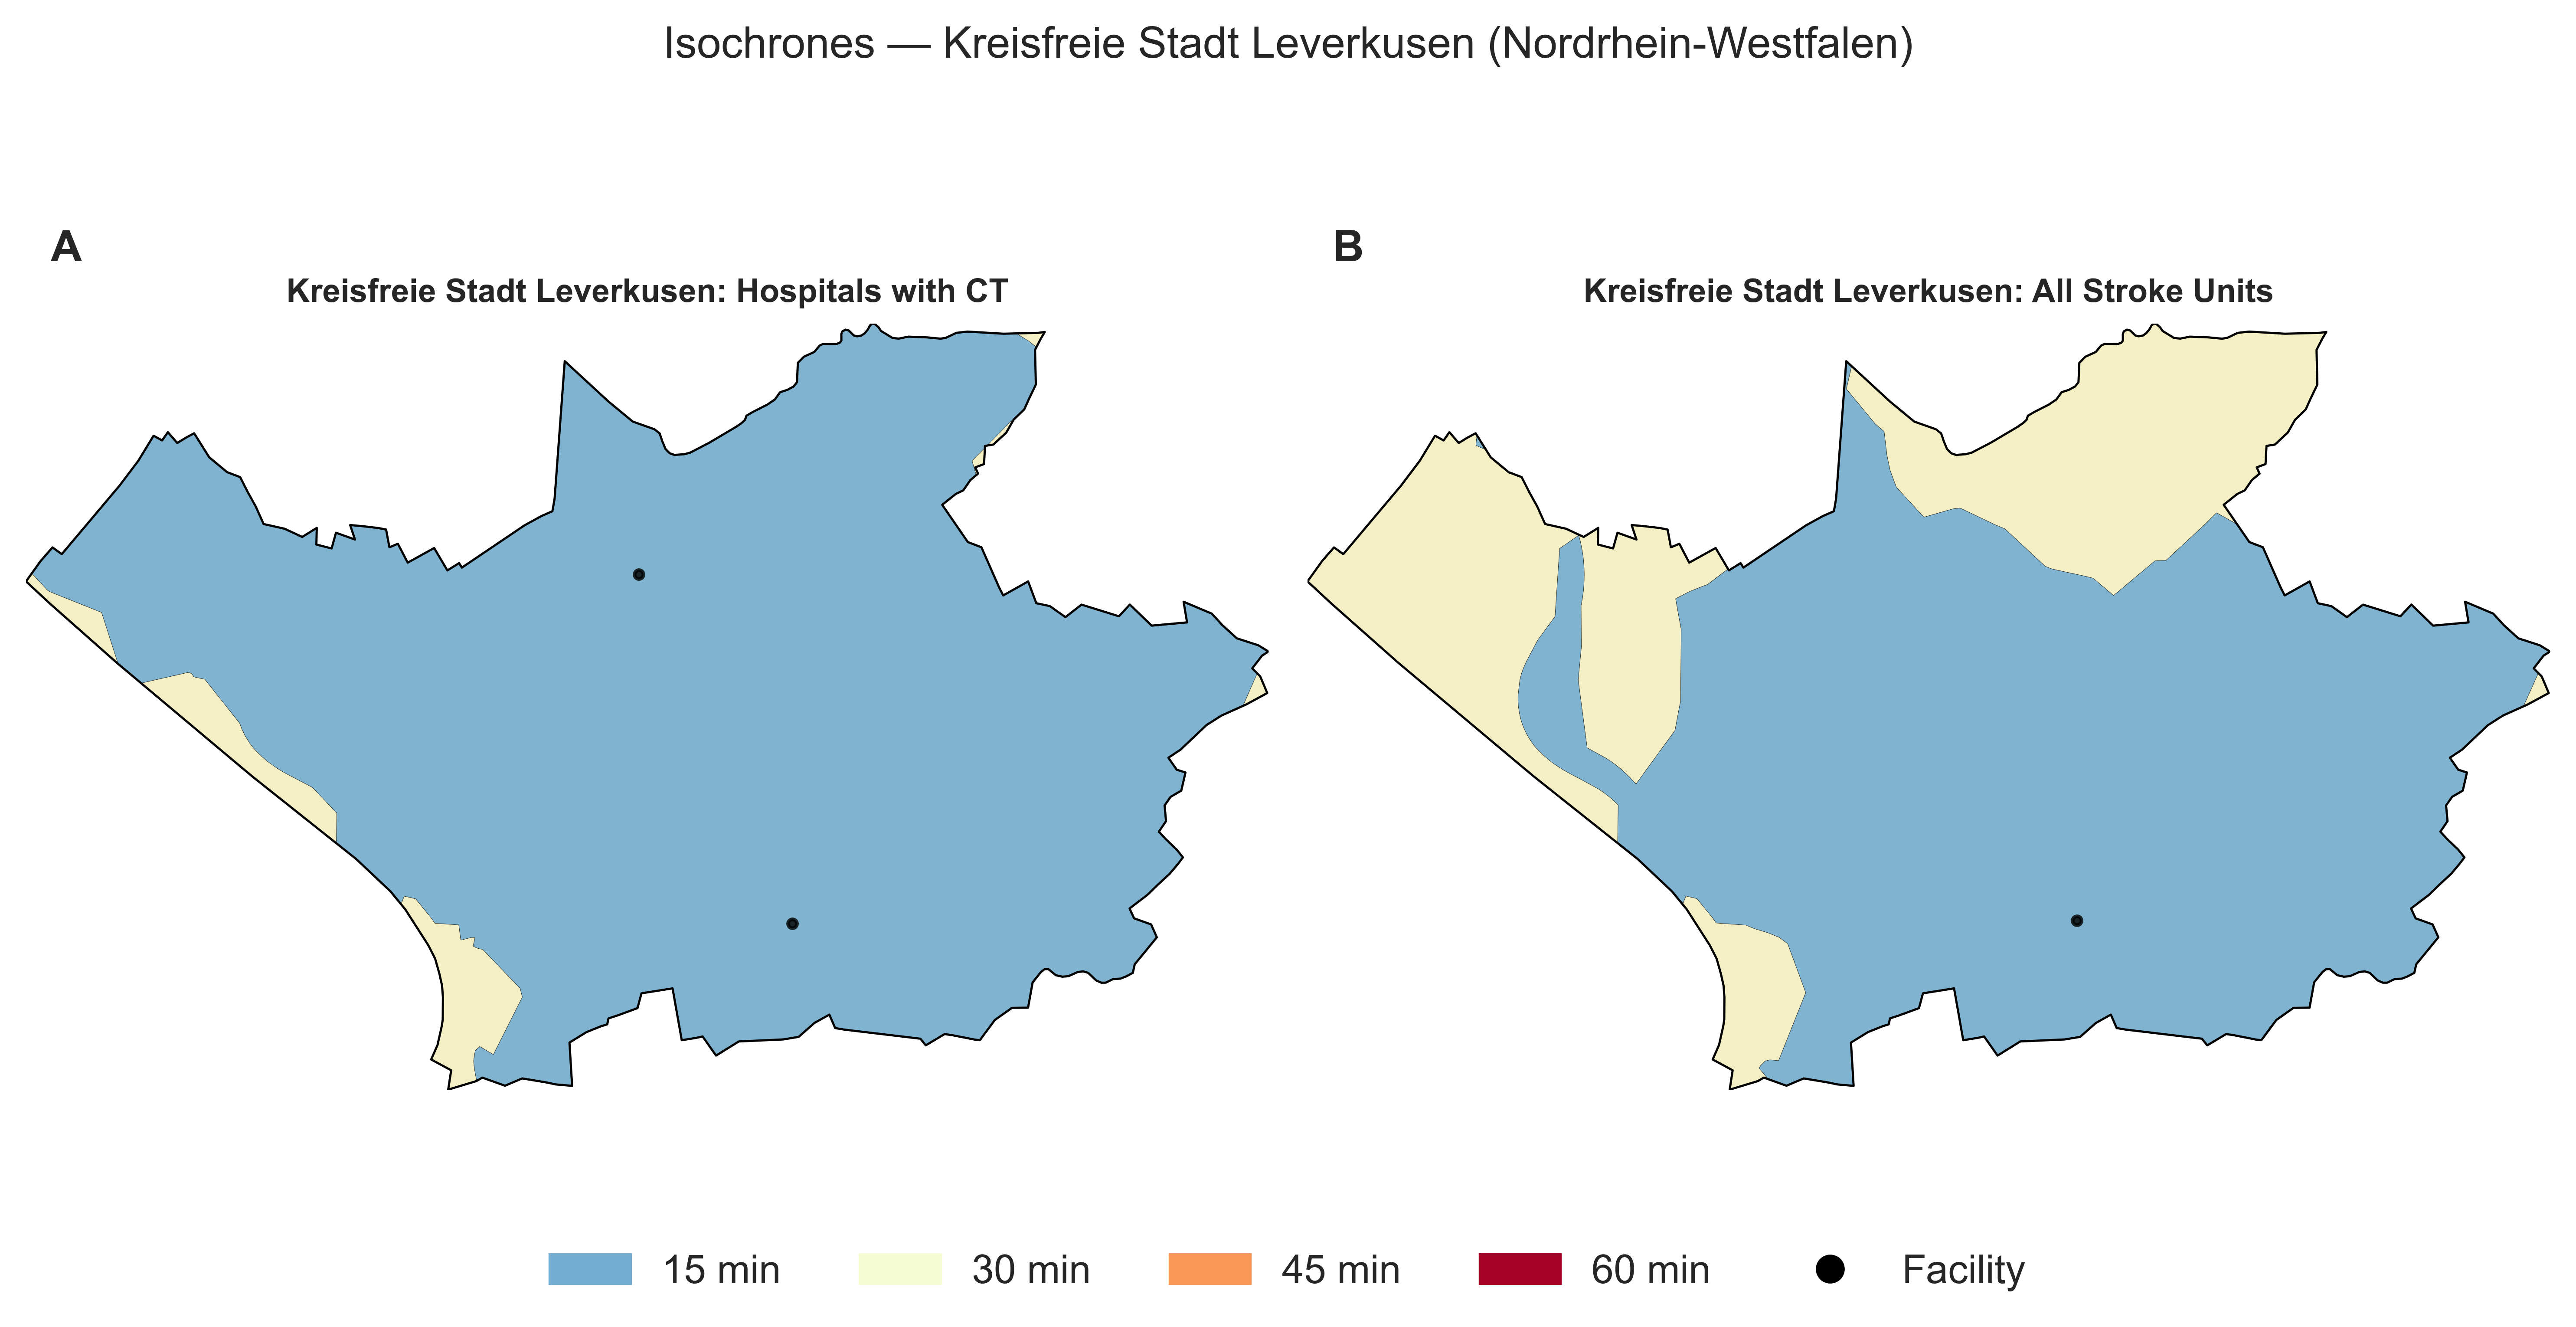 Isochrones — Kreisfreie Stadt Leverkusen (Nordrhein-Westfalen)
A
Kreisfreie Stadt Leverkusen: Hospitals with CT
B
Kreisfreie Stadt Leverkusen: All Stroke Units
15 min 30 min 45 min 60 min Facility